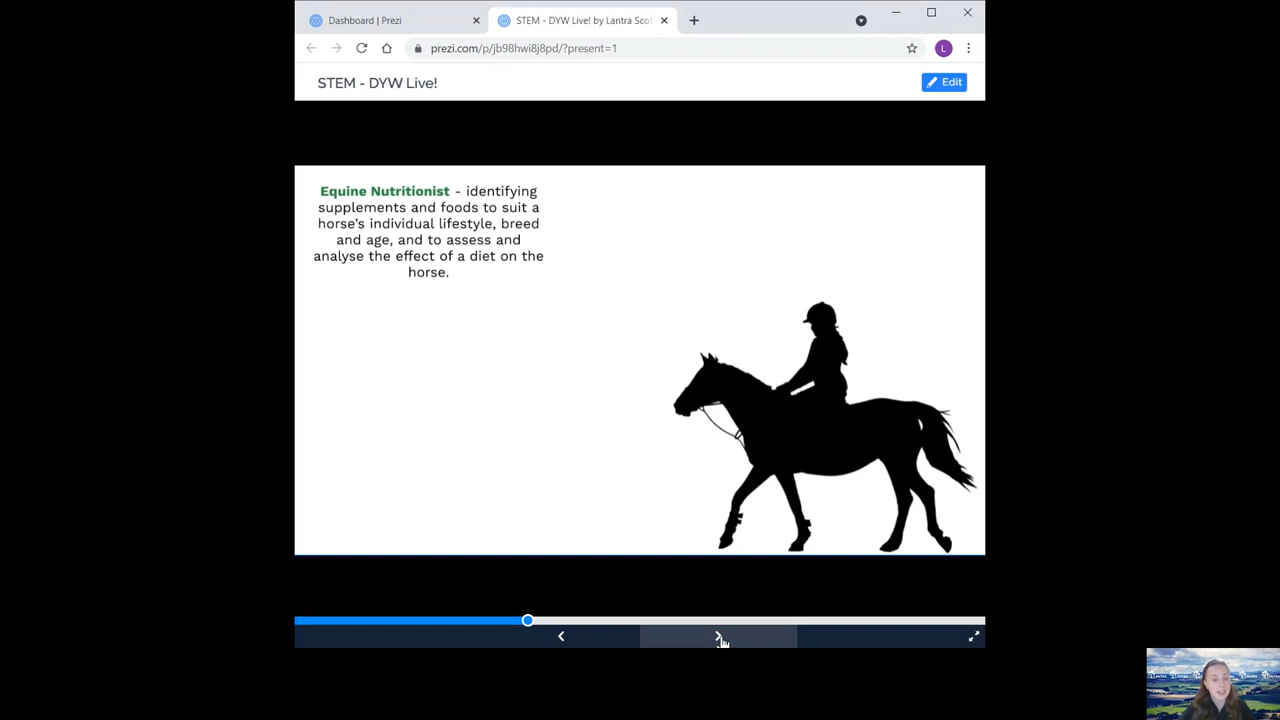 Dashboard | Prezi
STEM - DYW Live! by Lantra Scot
prezi.com/p/jb98hwi8j8pd/?present=1
L
STEM - DYW Live!
Edit
Equine Nutritionist - identifying
supplements and foods to suit a
horse's individual lifestyle, breed
and age, and to assess and
analyse the effect of a diet on the
horse.